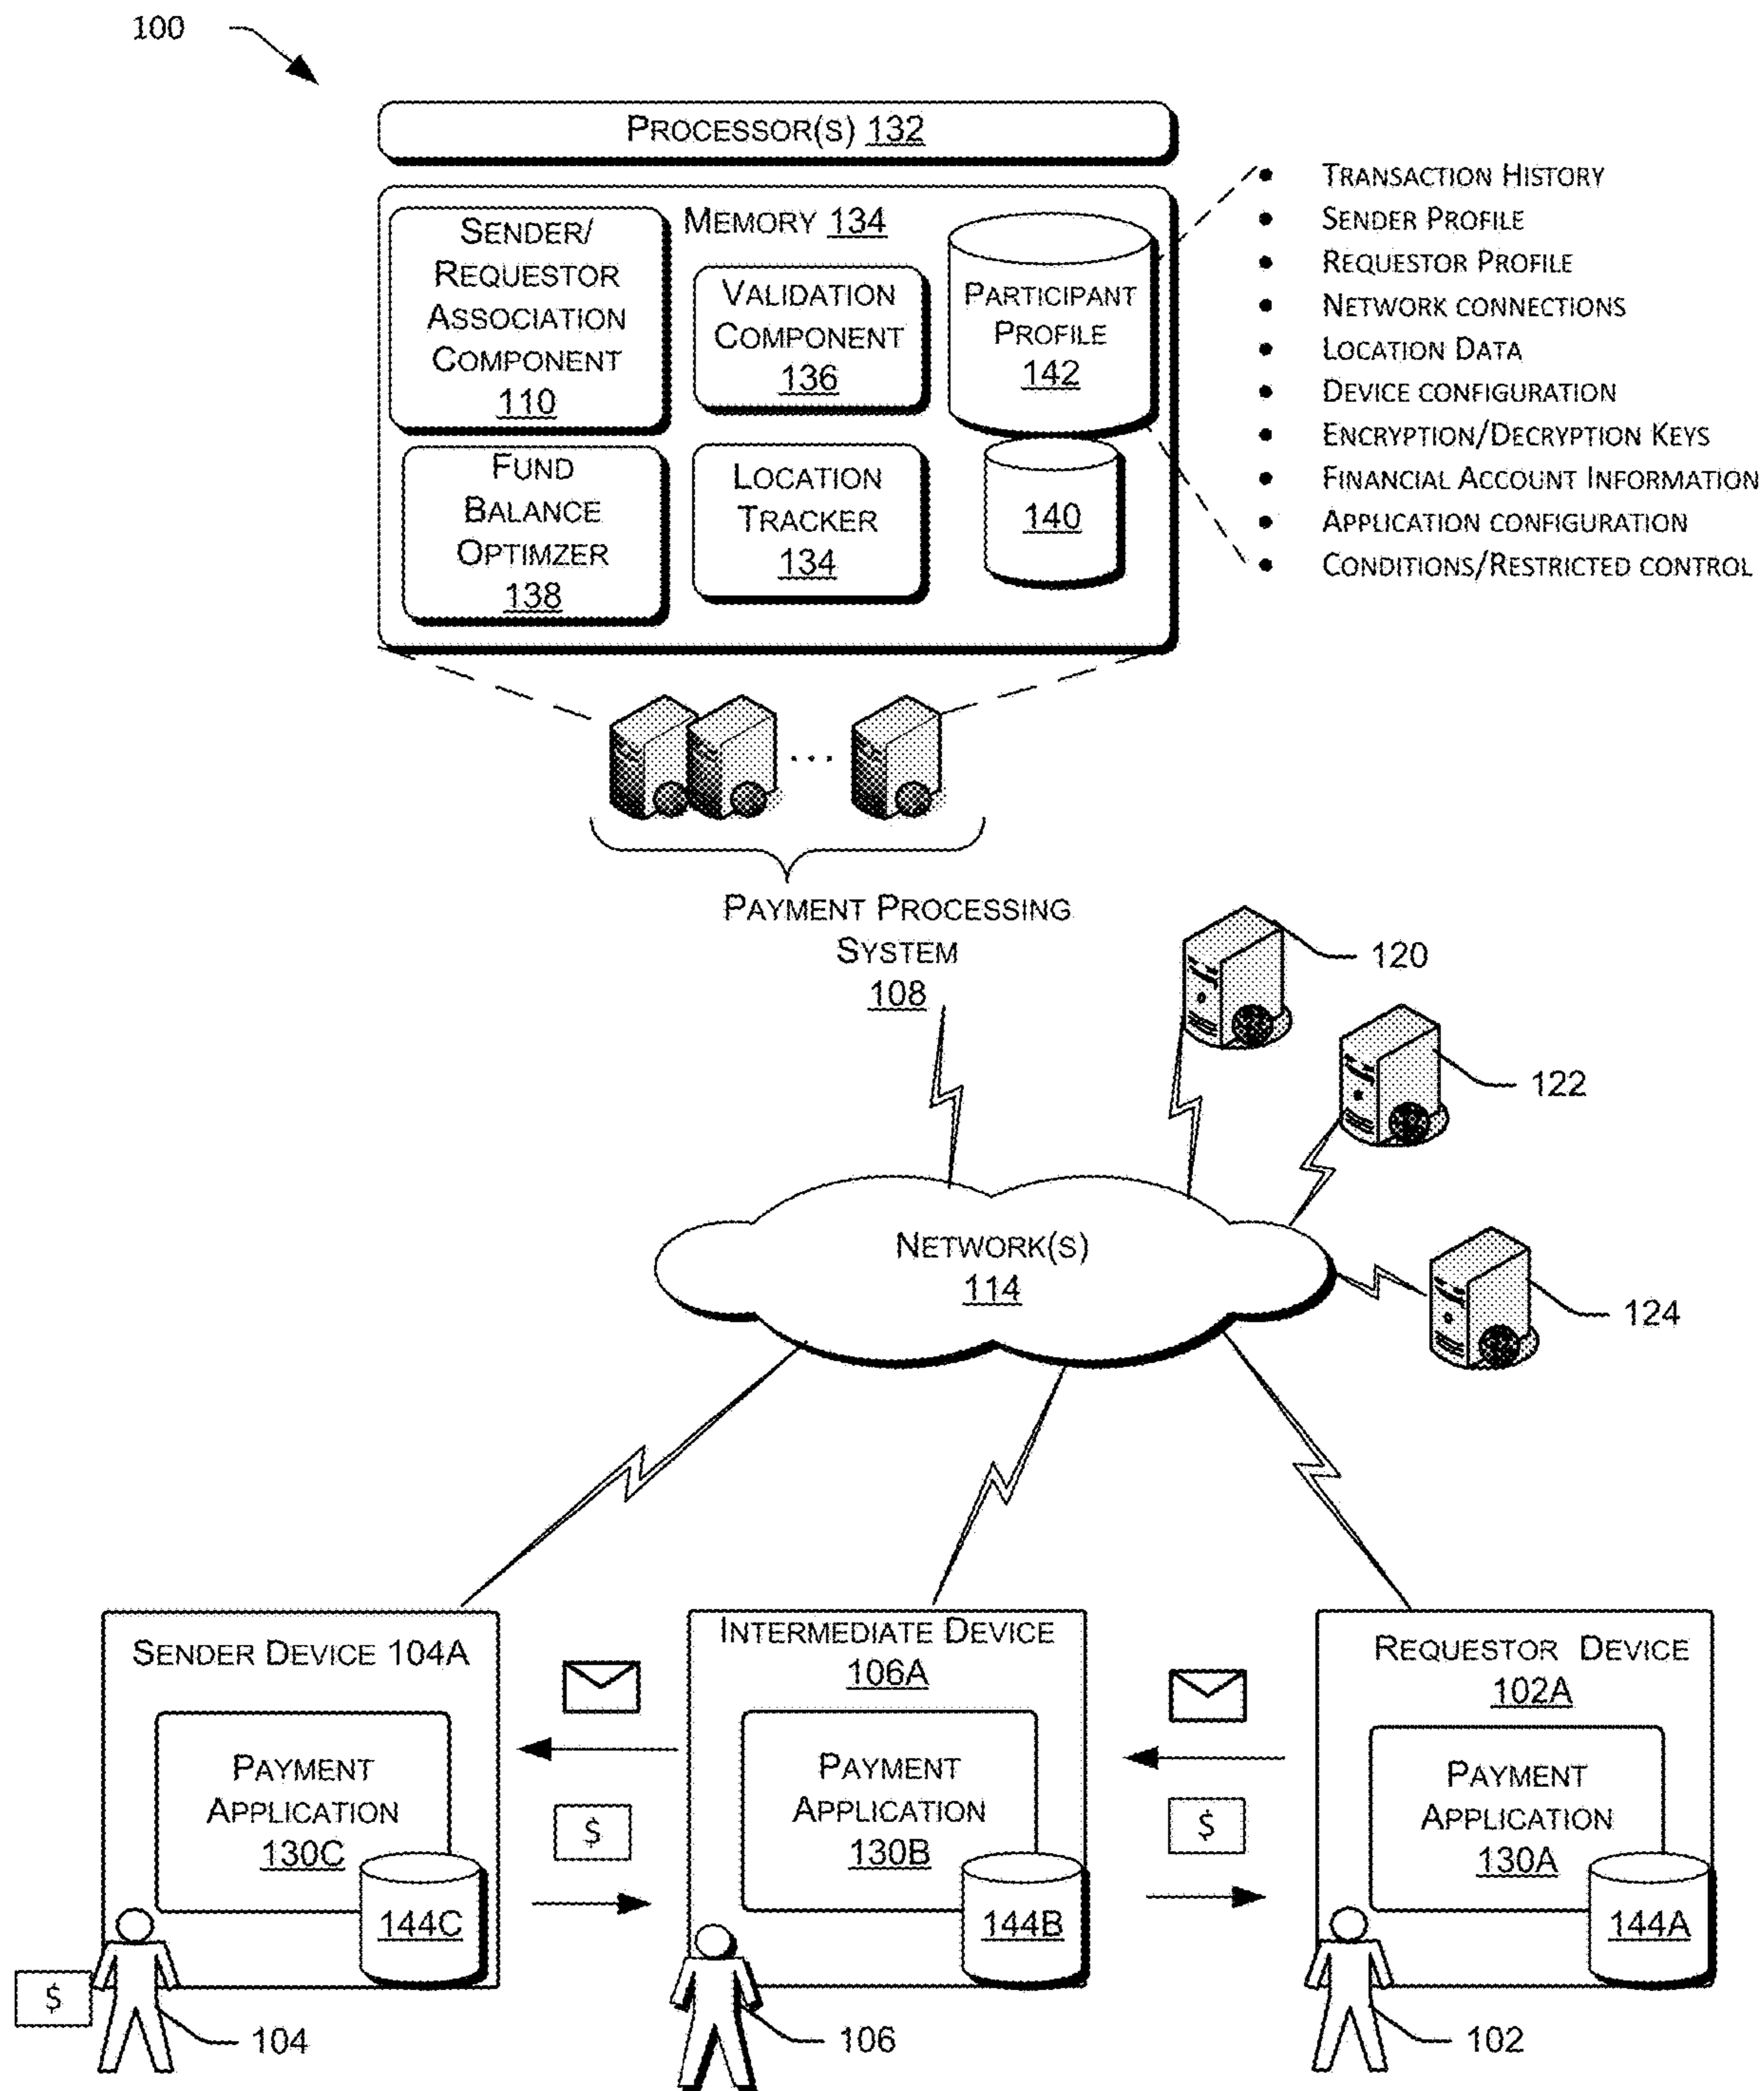 100
PROCESSOR(S) 132
MEMORY 134
SENDER/
REQUESTOR
ASSOCIATION
COMPONENT
110
VALIDATION
COMPONENT
136
PARTICIPANT
PROFILE
142
FUND
BALANCE
OPTIMZER
138
LOCATION
TRACKER
134
140
• TRANSACTION HISTORY
• SENDER PROFILE
• REQUESTOR PROFILE
• NETWORK CONNECTIONS
• LOCATION DATA
• DEVICE CONFIGURATION
• ENCRYPTION/DECRYPTION KEYS
• FINANCIAL ACCOUNT INFORMATION
• APPLICATION CONFIGURATION
• CONDITIONS/RESTRICTED CONTROL
...
PAYMENT PROCESSING
SYSTEM
108
120
122
124
NETWORK(S)
114
SENDER DEVICE 104A
PAYMENT
APPLICATION
130C
144C
$
104
$
INTERMEDIATE DEVICE
106A
PAYMENT
APPLICATION
130B
144B
106
$
REQUESTOR DEVICE
102A
PAYMENT
APPLICATION
130A
144A
102